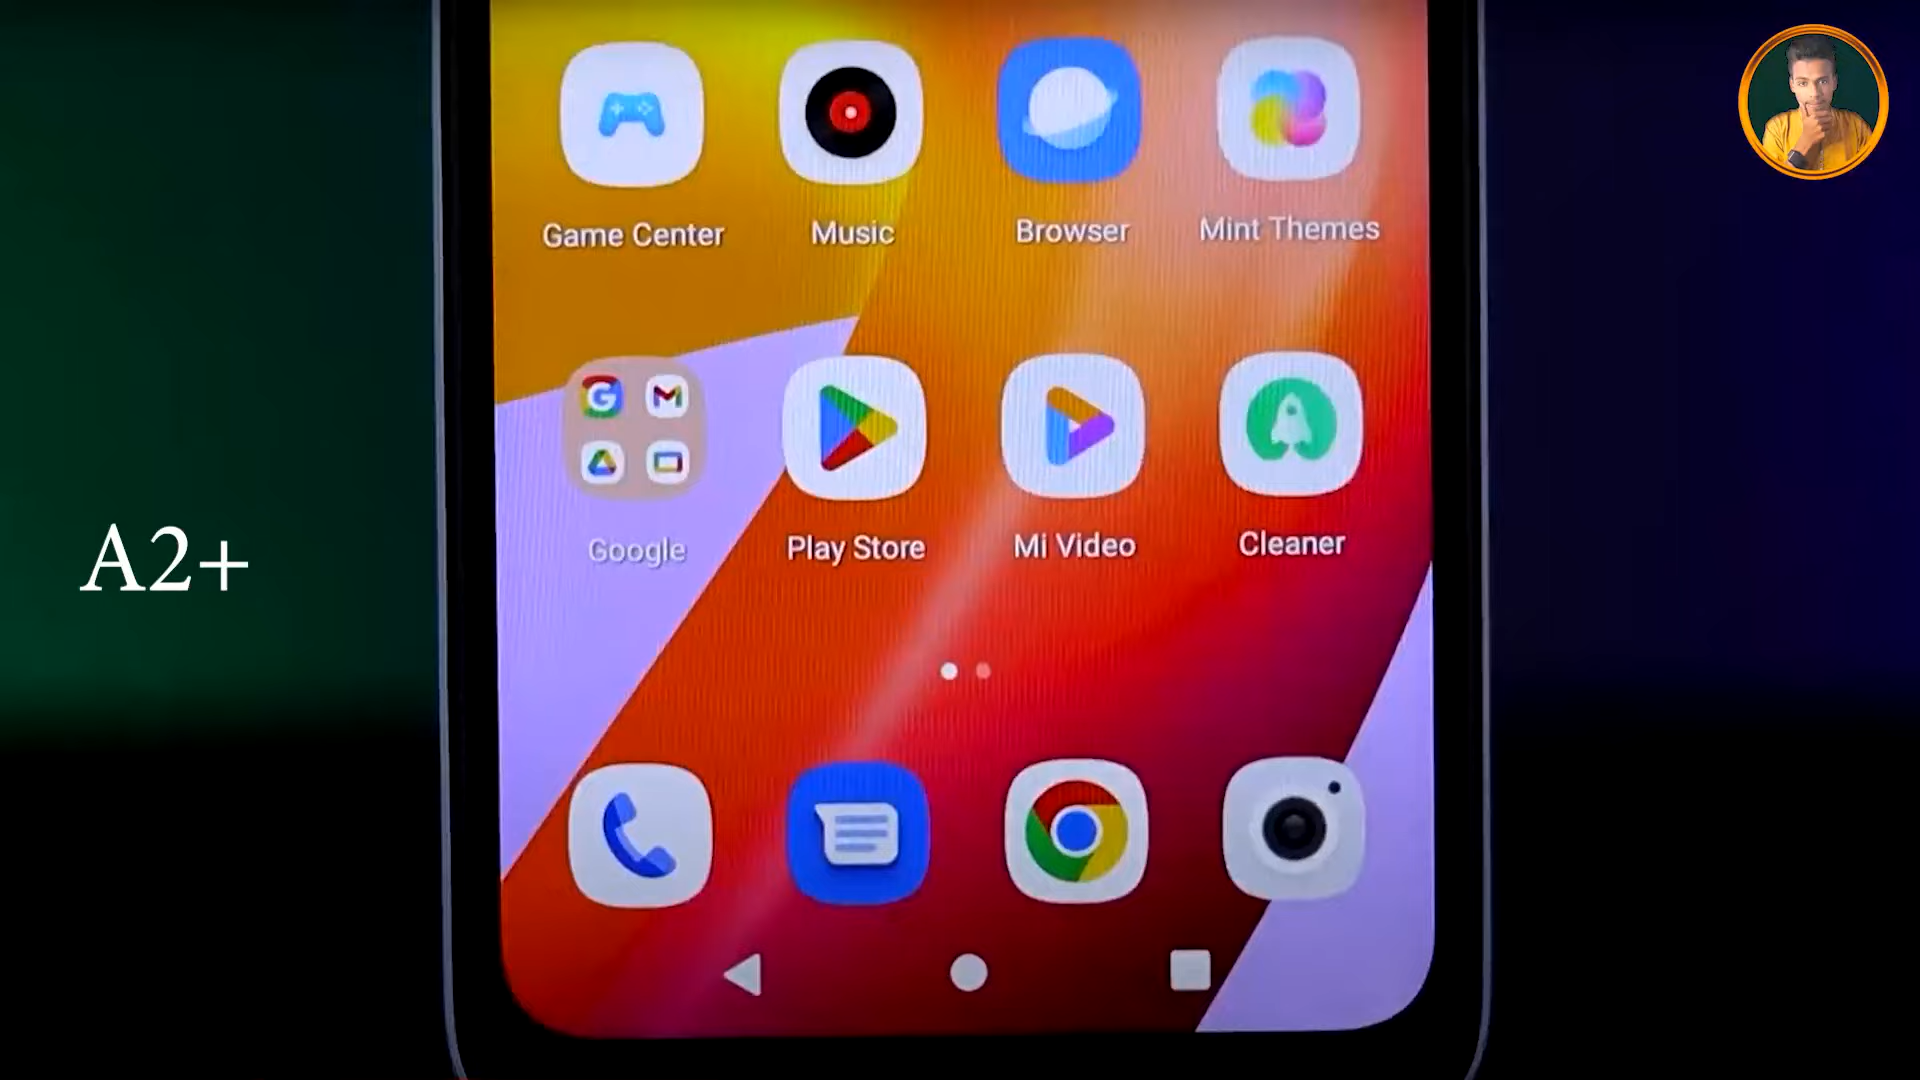 Game Center
Music
Browser
Mint Themes
Google
Play Store
Mi Video
Cleaner
A2+